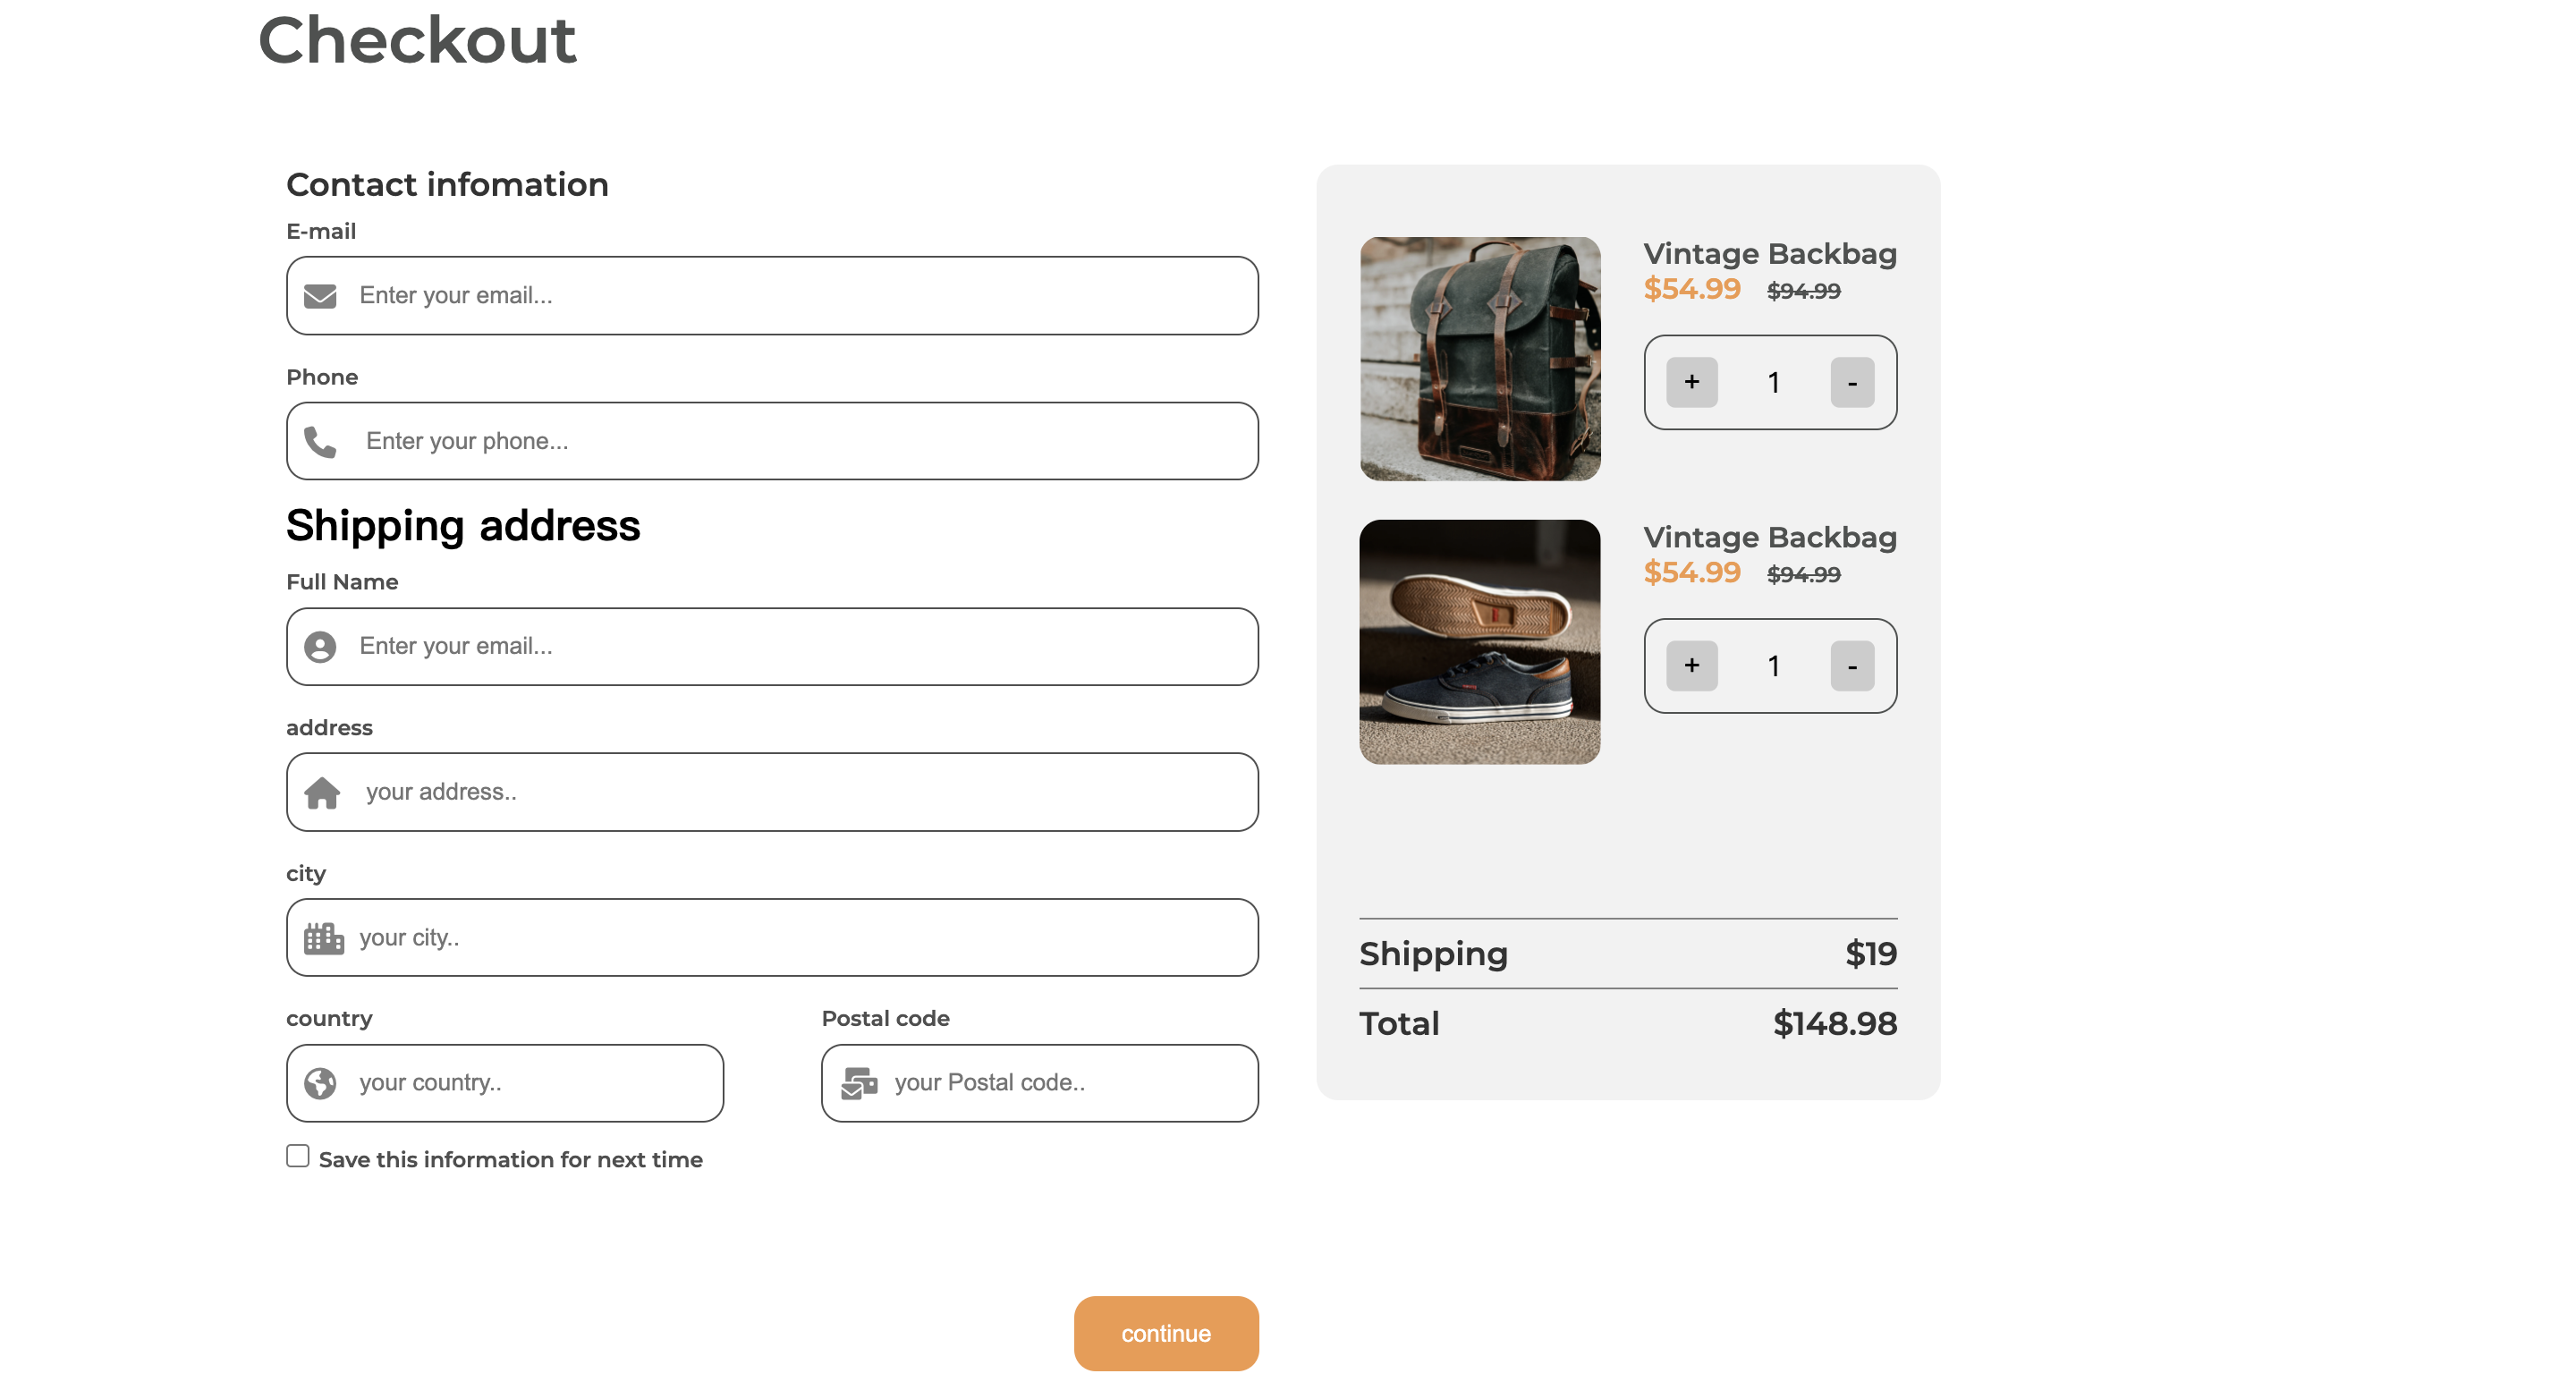 Checkout
Contact infomation
E-mail
Enter your email...
Phone
Enter your phone...
Shipping address
Full Name
Enter your email...
address
your address..
city
your city..
country
your country..
Postal code
your Postal code..
Save this information for next time
continue
Vintage Backbag
$54.99 $94.99
+ 1 -
Vintage Backbag
$54.99 $94.99
+ 1 -
Shipping $19
Total $148.98